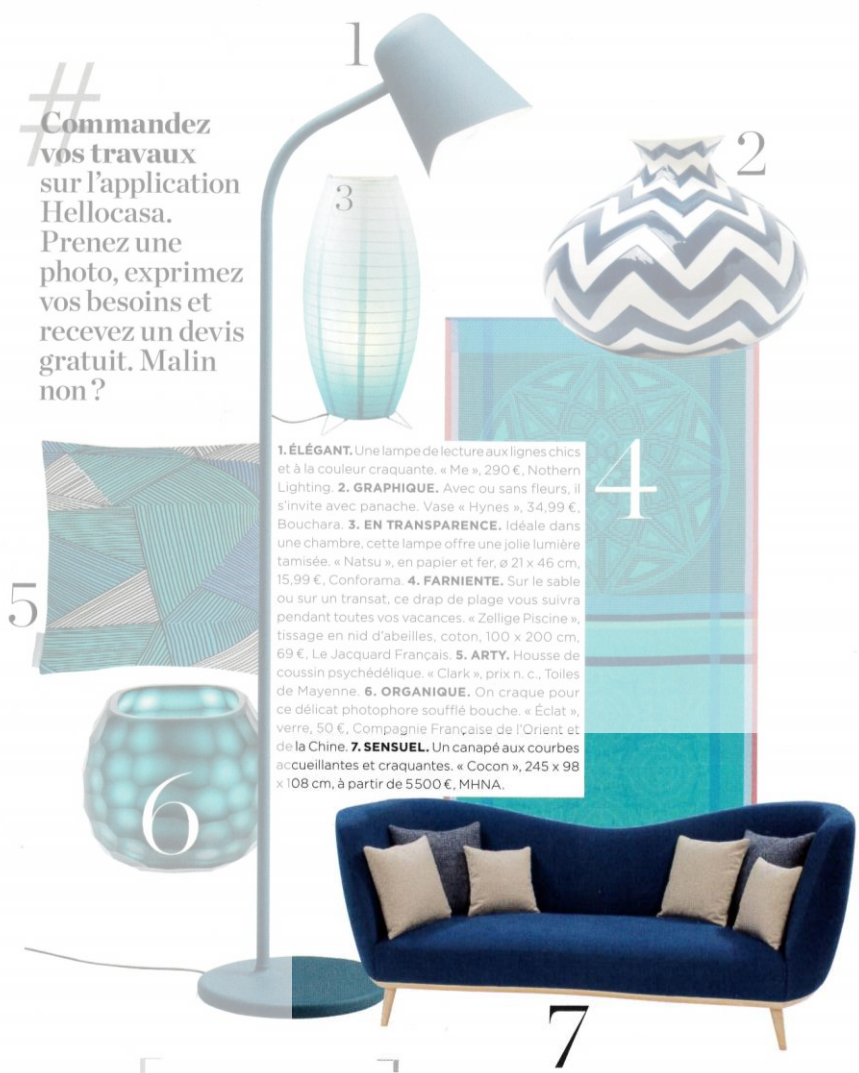 1
#
Commandez
vos travaux
sur l'application
Hellocasa.
Prenez une
photo, exprimez
vos besoins et
recevez un devis
gratuit. Malin
non ?
2
3
4
1. ÉLÉGANT. Une lampe de lecture aux lignes chics
et à la couleur craquante. « Me », 290 €, Nothern
Lighting. 2. GRAPHIQUE. Avec ou sans fleurs, il
s'invite avec panache. Vase « Hynes », 34,99 €,
Bouchara. 3. EN TRANSPARENCE. Idéale dans
une chambre, cette lampe offre une jolie lumière
tamisée. « Natsu », en papier et fer, ø 21 x 46 cm,
15,99 €, Conforama. 4. FARNIENTE. Sur le sable
ou sur un transat, ce drap de plage vous suivra
pendant toutes vos vacances. « Zellige Piscine »,
tissage en nid d'abeilles, coton, 100 x 200 cm,
69 €, Le Jacquard Français. 5. ARTY. Housse de
coussin psychédélique. « Clark », prix n. c., Toiles
de Mayenne. 6. ORGANIQUE. On craque pour
ce délicat photophore soufflé bouche. « Éclat »,
verre, 50 €, Compagnie Française de l'Orient et
de la Chine. 7. SENSUEL. Un canapé aux courbes
accueillantes et craquantes. « Cocon », 245 x 98
x 108 cm, à partir de 5500 €, MHNA.
5
6
7